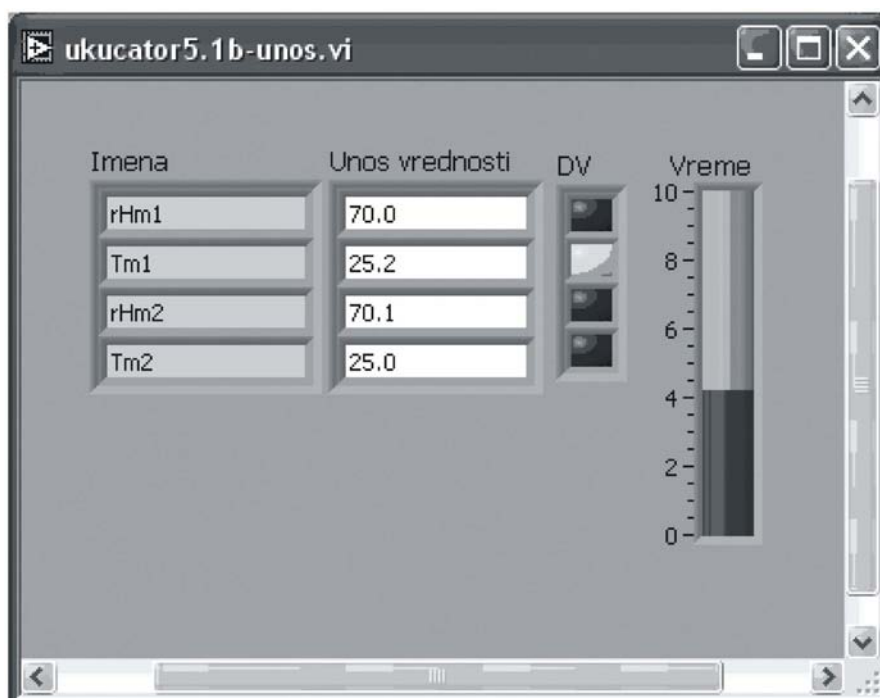 ukucator5.1b-unos.vi
Imena Unos vrednosti DV Vreme
rHm1 70.0
Tm1 25.2
rHm2 70.1
Tm2 25.0
10
8
6
4
2
0